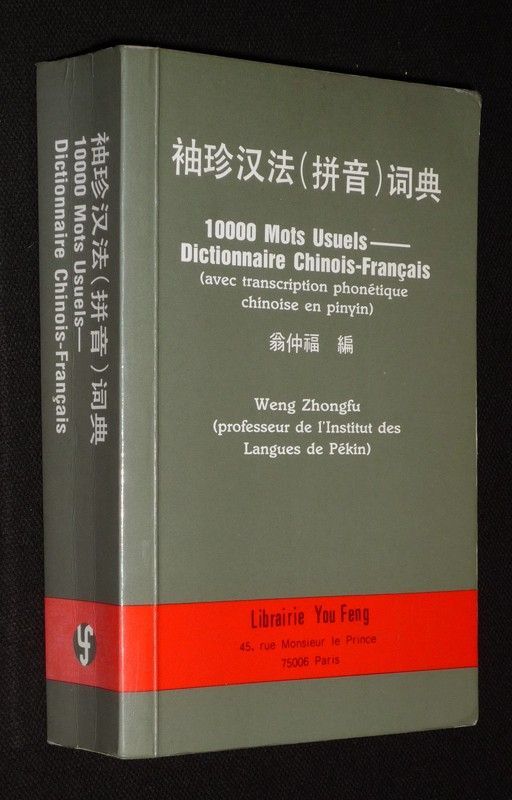 袖珍汉法(拼音)词典
10000 Mots Usuels—
Dictionnaire Chinois-Français
袖珍汉法(拼音)词典
10000 Mots Usuels——
Dictionnaire Chinois-Français
(avec transcription phonétique
chinoise en pinyin)
翁仲福 編
Weng Zhongfu
(professeur de l'Institut des
Langues de Pékin)
Librairie You Feng
45, rue Monsieur le Prince
75006 Paris